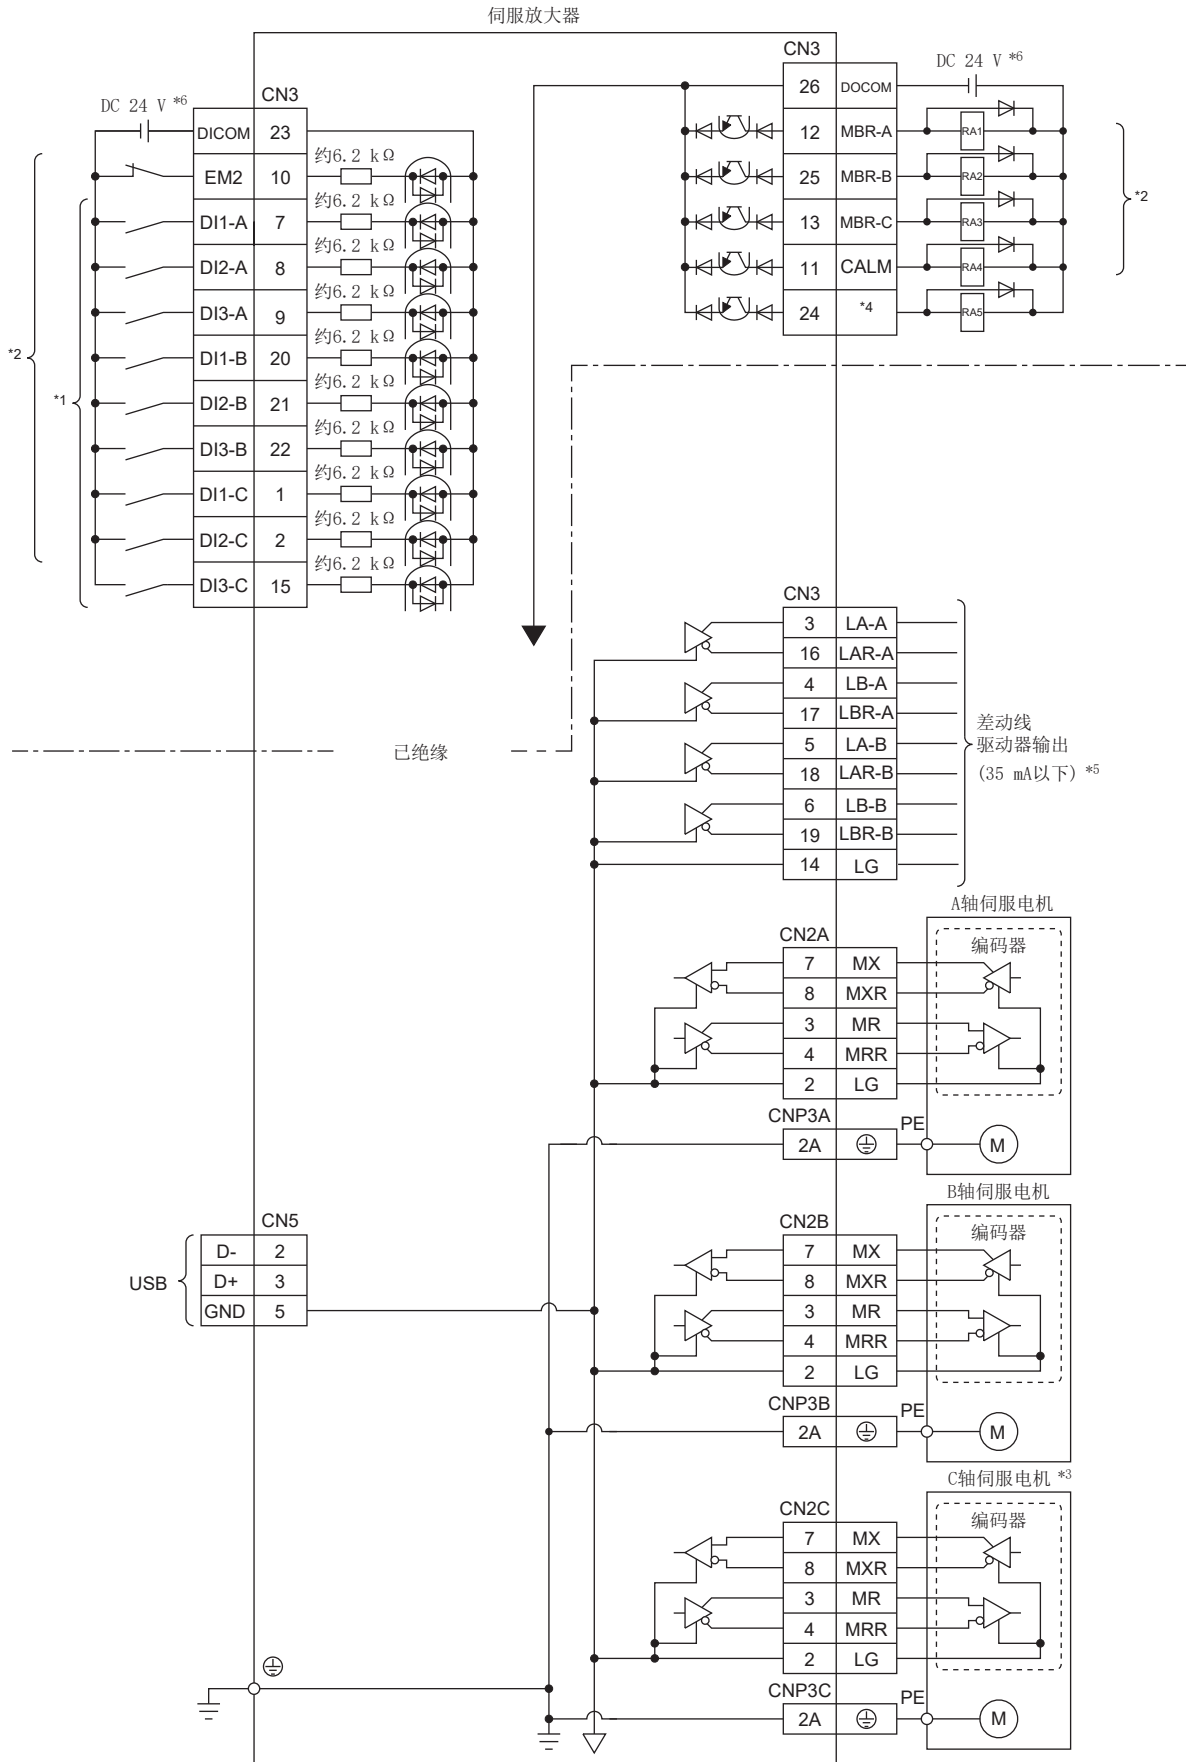 伺服放大器
CN3
DC 24 V *6
DICOM 23
EM2 10 约6.2 kΩ
DI1-A 7 约6.2 kΩ
DI2-A 8 约6.2 kΩ
DI3-A 9 约6.2 kΩ
DI1-B 20 约6.2 kΩ
DI2-B 21 约6.2 kΩ
DI3-B 22 约6.2 kΩ
DI1-C 1 约6.2 kΩ
DI2-C 2 约6.2 kΩ
DI3-C 15 约6.2 kΩ
*2
*1
CN3
DC 24 V *6
26 DOCOM
12 MBR-A RA1
25 MBR-B RA2
13 MBR-C RA3
11 CALM RA4
24 *4 RA5
*2
已绝缘
CN3
3 LA-A
16 LAR-A
4 LB-A
17 LBR-A
5 LA-B
18 LAR-B
6 LB-B
19 LBR-B
14 LG
差动线
驱动器输出
(35 mA以下) *5
A轴伺服电机
编码器
CN2A
7 MX
8 MXR
3 MR
4 MRR
2 LG
CNP3A
2A PE M
B轴伺服电机
编码器
CN2B
7 MX
8 MXR
3 MR
4 MRR
2 LG
CNP3B
2A PE M
CN5
USB
D- 2
D+ 3
GND 5
C轴伺服电机 *3
编码器
CN2C
7 MX
8 MXR
3 MR
4 MRR
2 LG
CNP3C
2A PE M